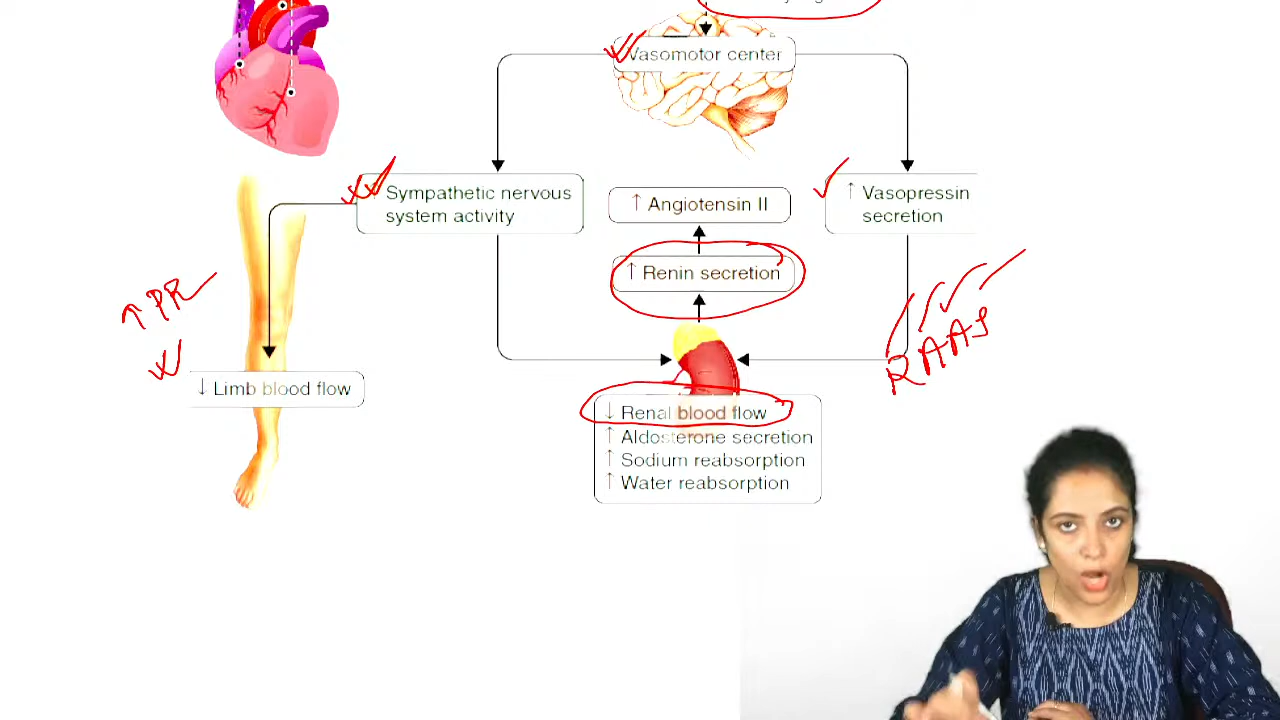 Vasomotor center
↑ Sympathetic nervous
system activity
↑ Angiotensin II
↑ Vasopressin
secretion
↑ Renin secretion
↑ PR
RAAS
↓ Limb blood flow
↓ Renal blood flow
↑ Aldosterone secretion
↑ Sodium reabsorption
↑ Water reabsorption